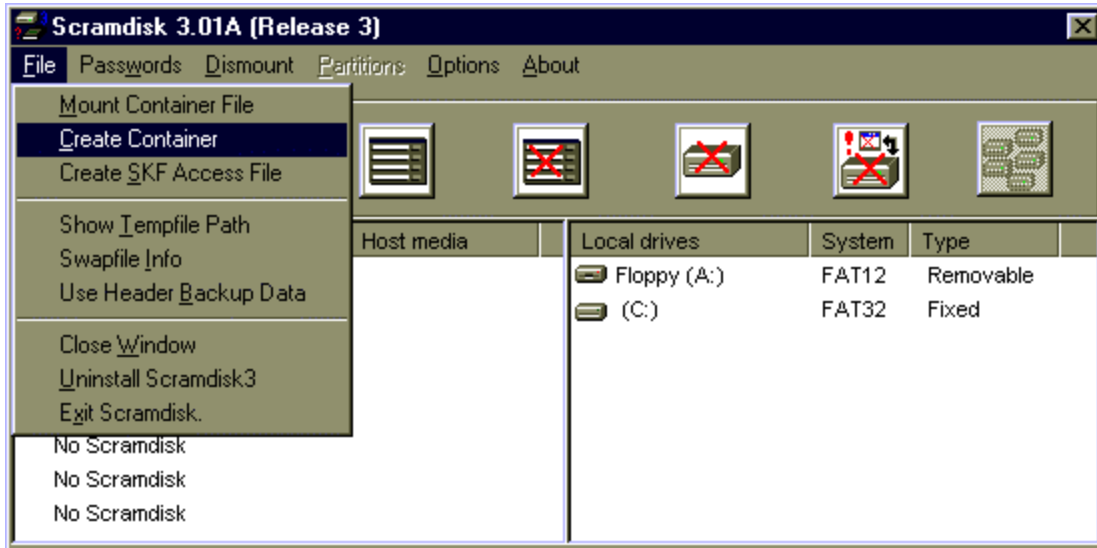 Scramdisk 3.01A (Release 3)
File Passwords Dismount Partitions Options About
Mount Container File
Create Container
Create SKF Access File
Show Tempfile Path
Swapfile Info
Use Header Backup Data
Close Window
Uninstall Scramdisk3
Exit Scramdisk.
Host media
No Scramdisk
No Scramdisk
No Scramdisk
Local drives System Type
Floppy (A:) FAT12 Removable
(C:) FAT32 Fixed